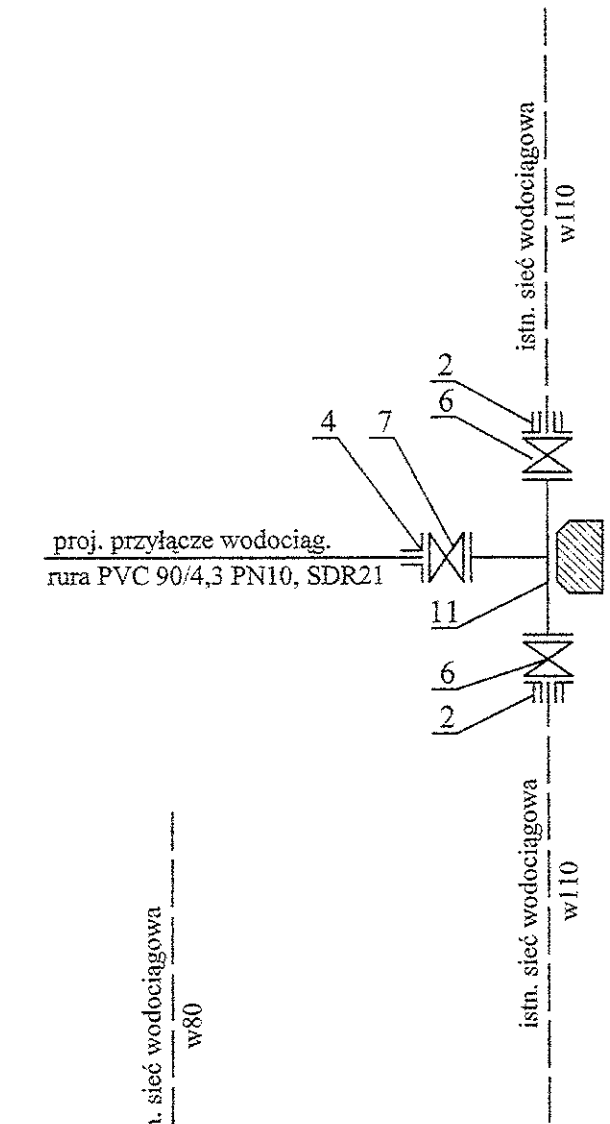 istn. sieć wodociągowa
w110
2
6
4
7
proj. przyłącze wodociąg.
rura PVC 90/4,3 PN10, SDR21
11
6
2
istn. sieć wodociągowa
w110
sieć wodociągowa
w80